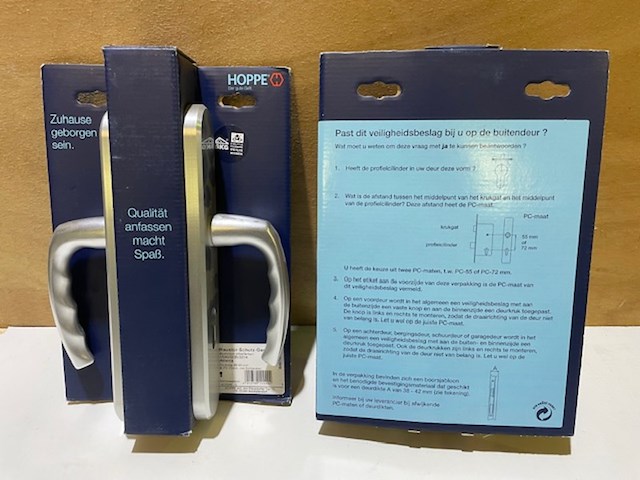 HOPPE
Der gute Griff.
Zuhause
geborgen
sein.
SKG
Qualität
anfassen
macht
Spaß.
Past dit veiligheidsbeslag bij u op de buitendeur ?
Wat moet u weten om deze vraag met ja te kunnen beantwoorden ?
1. Heeft de profielcilinder in uw deur deze vorm ?
2. Wat is de afstand tussen het middelpunt van het krukgat en het middelpunt
van de profielcilinder? Deze afstand heet de PC-maat.
PC-maat
krukgat
profielcilinder
55 mm
of
72 mm
U heeft de keuze uit twee PC-maten, t.w. PC-55 of PC-72 mm.
3. Op het etiket aan de voorzijde van deze verpakking is de PC-maat van
dit veiligheidsbeslag vermeld.
4. Op een voordeur wordt in het algemeen een veiligheidsbeslag met aan
de buitenzijde een vaste knop en aan de binnenzijde een deurkruk toegepast.
De knop is links en rechts te monteren, zodat de draairichting van de deur niet
van belang is. Let u wel op de juiste PC-maat.
5. Op een achterdeur, bergingsdeur, schuurdeur of garagedeur wordt in het
algemeen een veiligheidsbeslag met aan de buiten- en binnenzijde een
deurkruk toegepast. Ook de deurkrukken zijn links en rechts te monteren,
zodat de draairichting van de deur niet van belang is. Let u wel op de
juiste PC-maat.
In de verpakking bevinden zich een boorsjabloon
en het benodigde bevestigingsmateriaal dat geschikt
is voor een deurdikte A van 38 - 42 mm (zie tekening).
Informeer bij uw leverancier bij afwijkende
PC-maten of deurdikten.